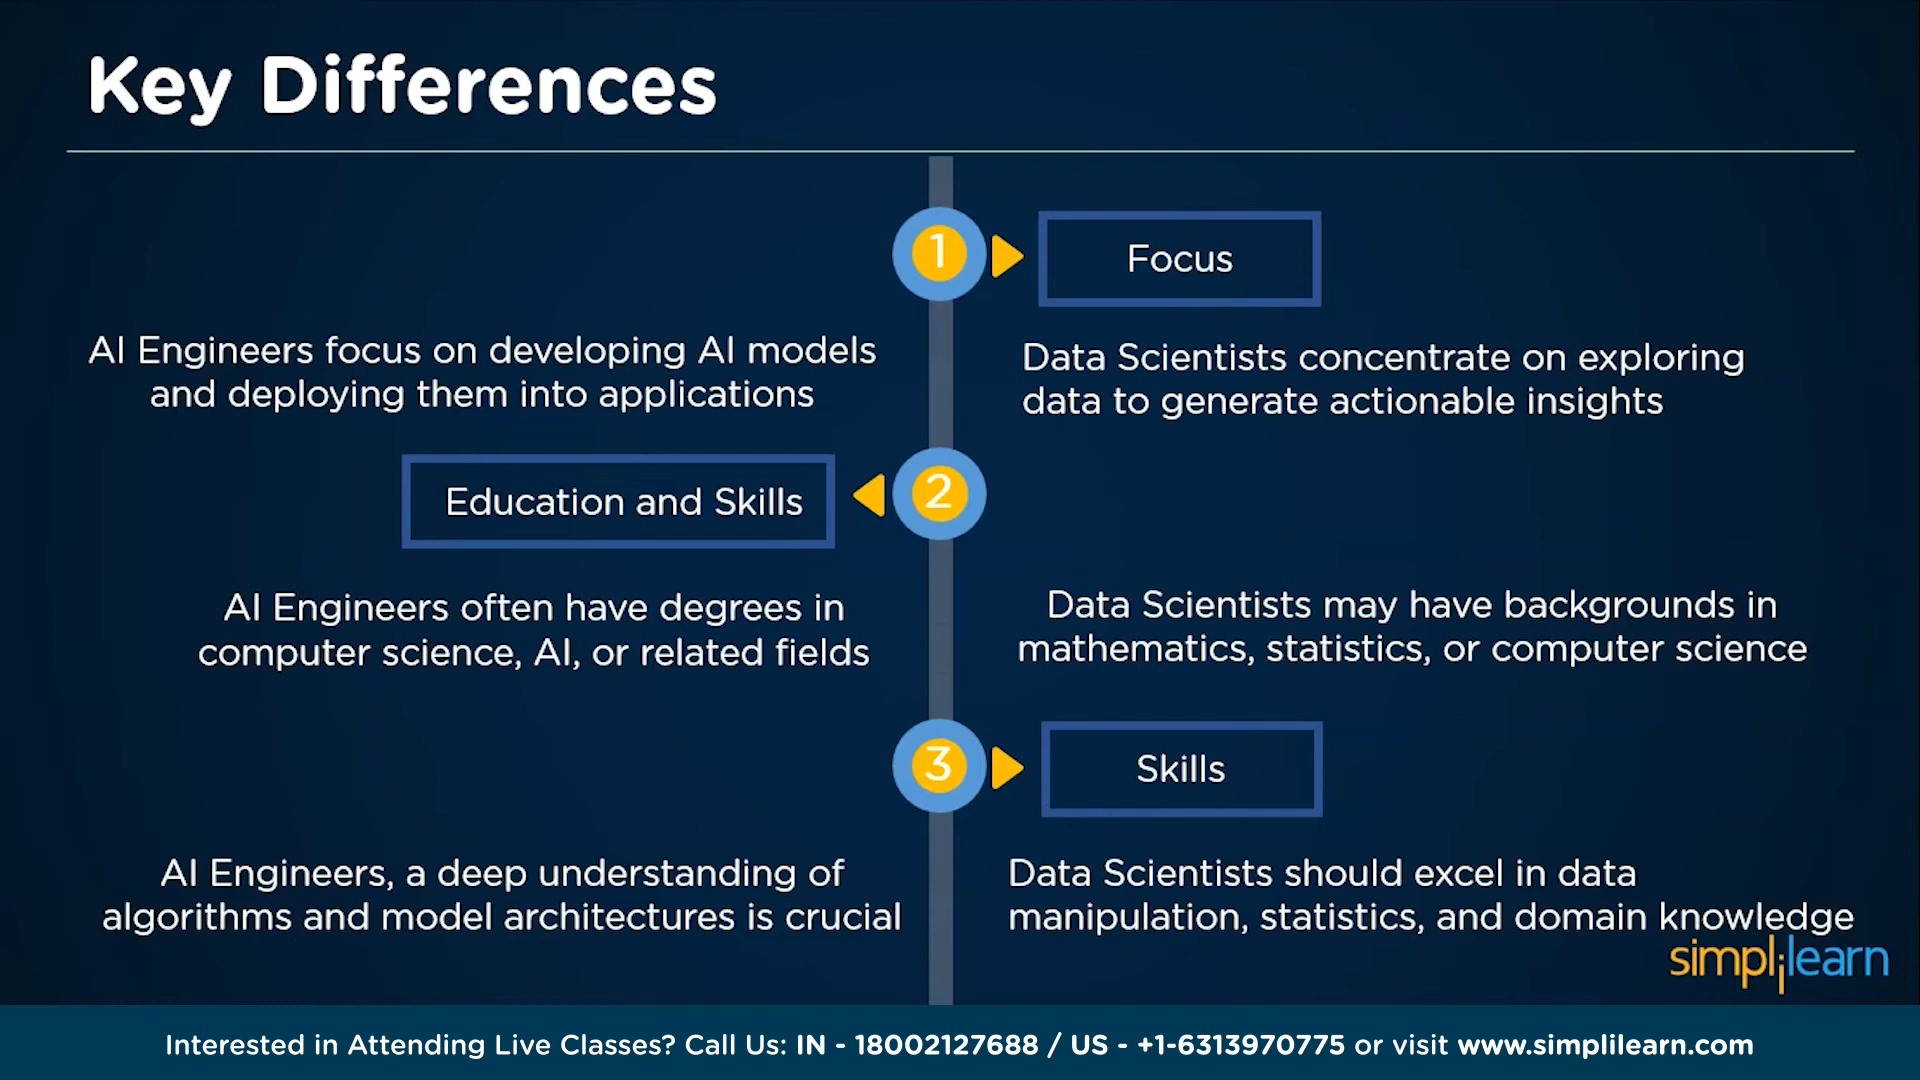 Key Differences
1
Focus
AI Engineers focus on developing AI models
and deploying them into applications
Data Scientists concentrate on exploring
data to generate actionable insights
Education and Skills
2
AI Engineers often have degrees in
computer science, AI, or related fields
Data Scientists may have backgrounds in
mathematics, statistics, or computer science
3
Skills
AI Engineers, a deep understanding of
algorithms and model architectures is crucial
Data Scientists should excel in data
manipulation, statistics, and domain knowledge
simplilearn
Interested in Attending Live Classes? Call Us: IN - 18002127688 / US - +1-6313970775 or visit www.simplilearn.com